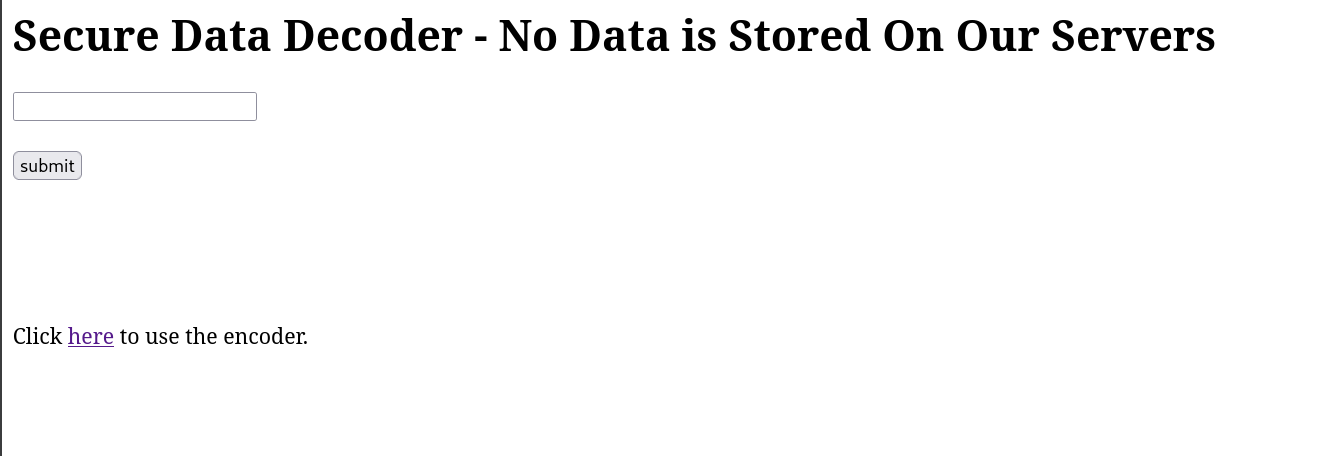 Secure Data Decoder - No Data is Stored On Our Servers
submit
Click here to use the encoder.